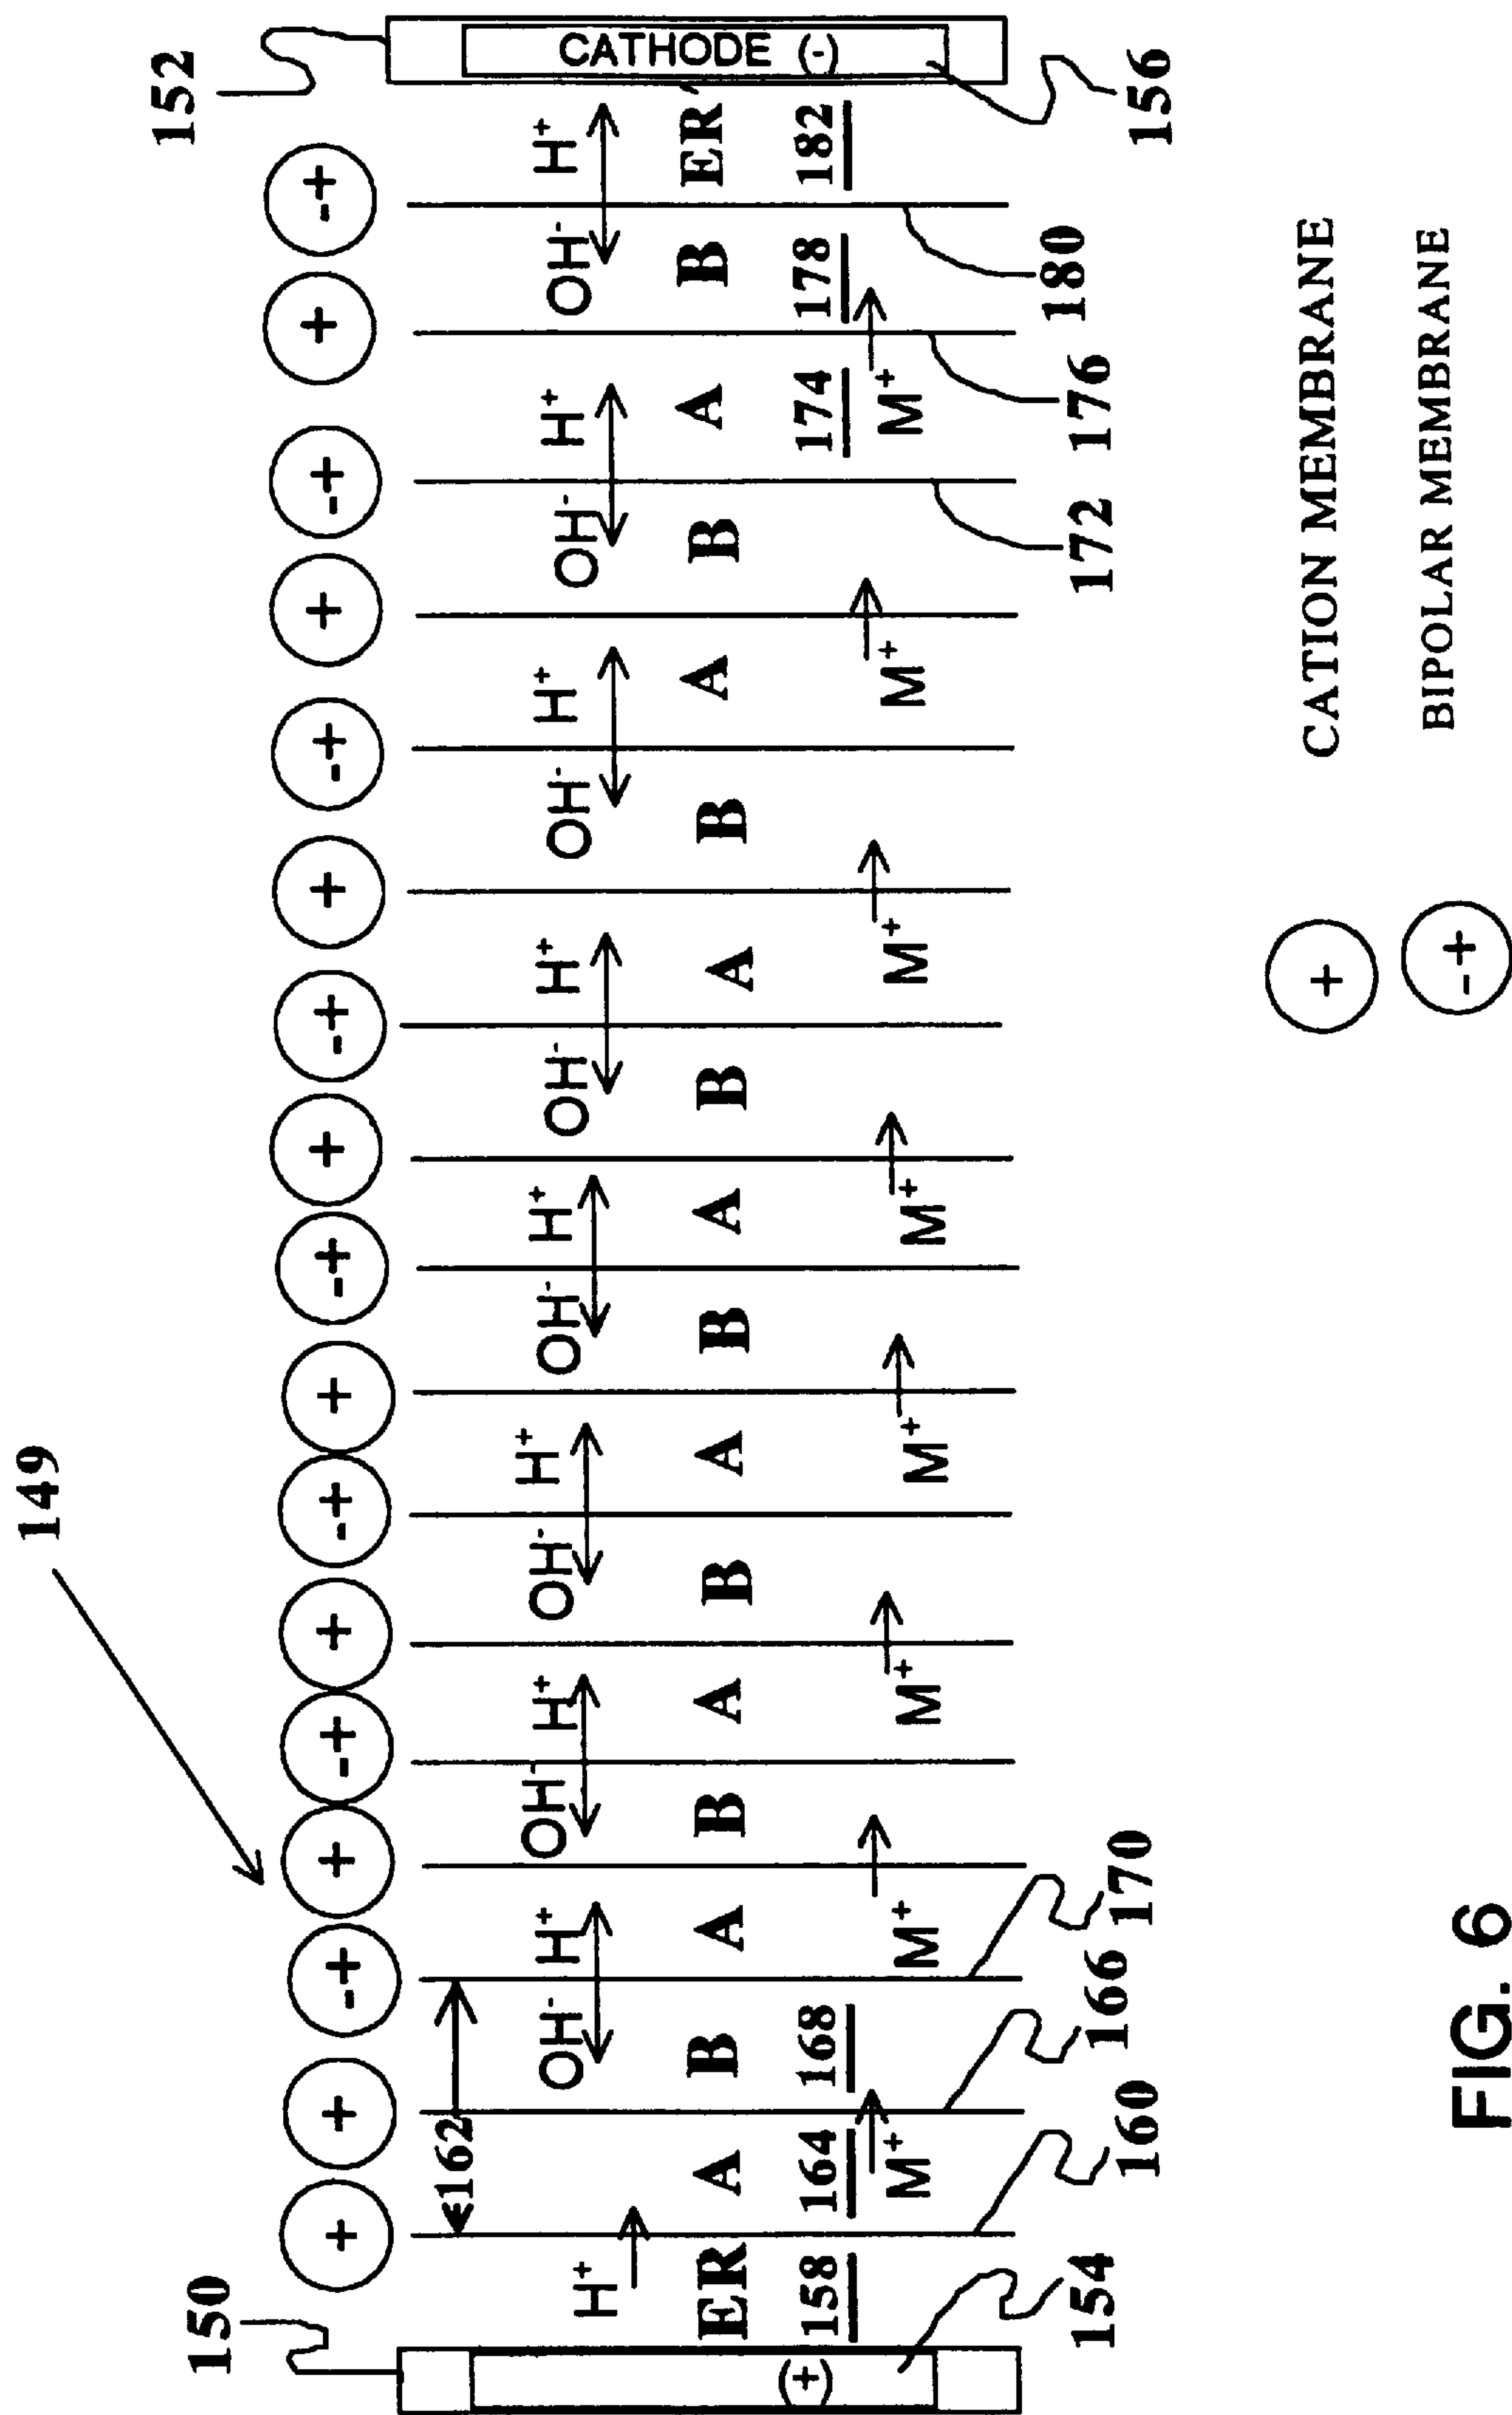 149
150 152
+ + -+ + -+ + -+ + -+ + -+ + -+ + -+ + -+
162
H⁺ OH⁻ H⁺ OH⁻ H⁺ OH⁻ H⁺ OH⁻ H⁺ OH⁻ H⁺ OH⁻ H⁺ OH⁻ H⁺ OH⁻ H⁺
(+) ER A B A B A B A B A B A B A B A B ER' CATHODE (-)
158 164 168 174 178 182
M⁺ M⁺ M⁺ M⁺ M⁺ M⁺ M⁺ M⁺
154 160 166 170 172 176 180 156
+ CATION MEMBRANE
-+ BIPOLAR MEMBRANE
FIG. 6